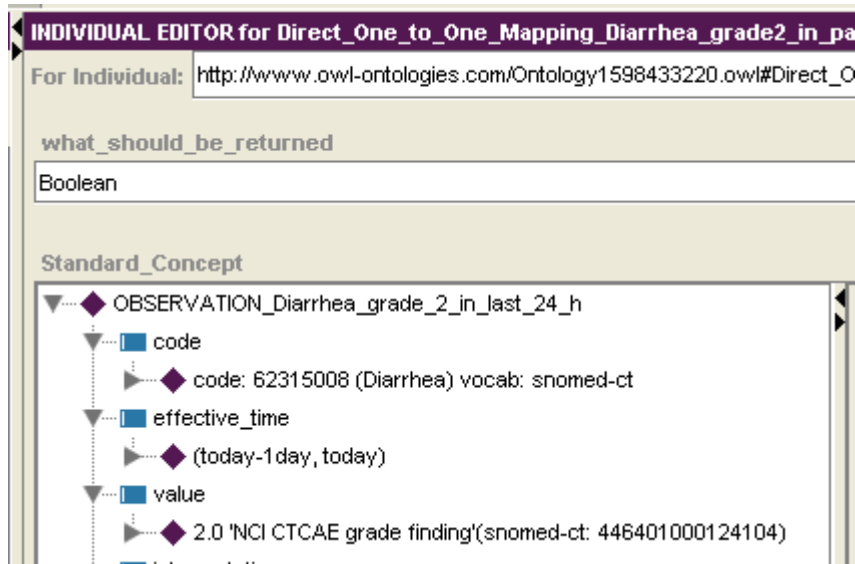 INDIVIDUAL EDITOR for Direct_One_to_One_Mapping_Diarrhea_grade2_in_pa
For Individual: http://www.owl-ontologies.com/Ontology1598433220.owl#Direct_O
what_should_be_returned
Boolean
Standard_Concept
OBSERVATION_Diarrhea_grade_2_in_last_24_h
code
code: 62315008 (Diarrhea) vocab: snomed-ct
effective_time
(today-1day, today)
value
2.0 'NCI CTCAE grade finding'(snomed-ct: 446401000124104)